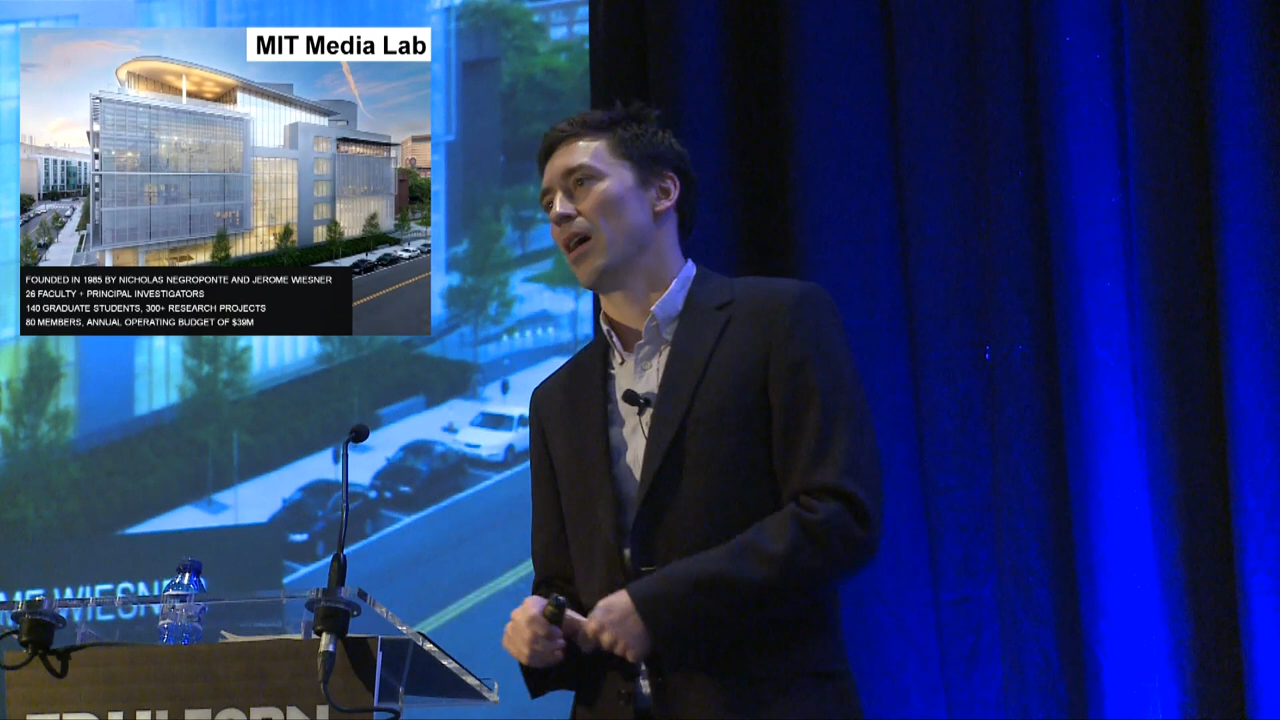 MIT Media Lab
FOUNDED IN 1985 BY NICHOLAS NEGROPONTE AND JEROME WIESNER
26 FACULTY + PRINCIPAL INVESTIGATORS
140 GRADUATE STUDENTS, 300+ RESEARCH PROJECTS
80 MEMBERS, ANNUAL OPERATING BUDGET OF $39M